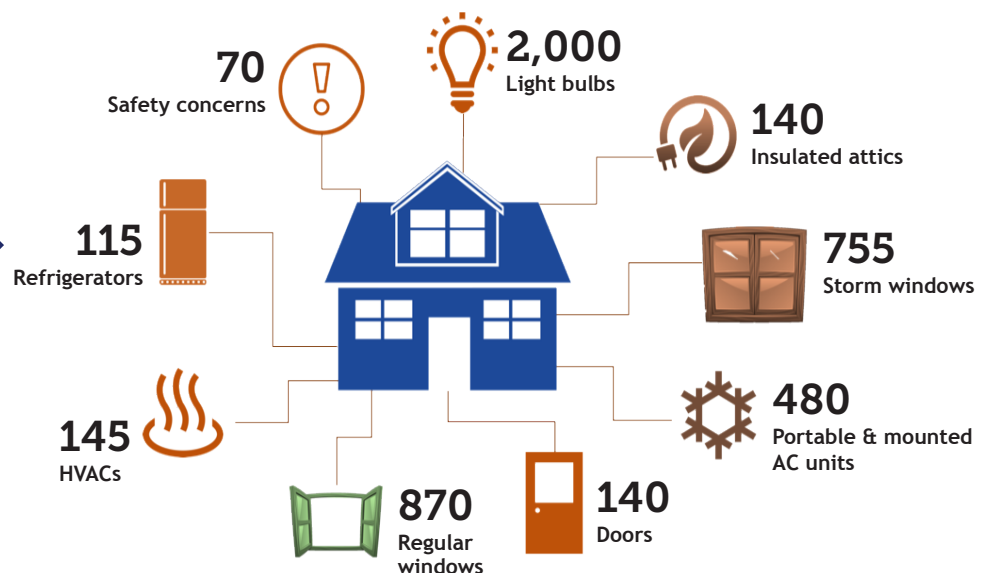 70
Safety concerns
2,000
Light bulbs
140
Insulated attics
115
Refrigerators
755
Storm windows
145
HVACs
480
Portable & mounted
AC units
870
Regular
windows
140
Doors